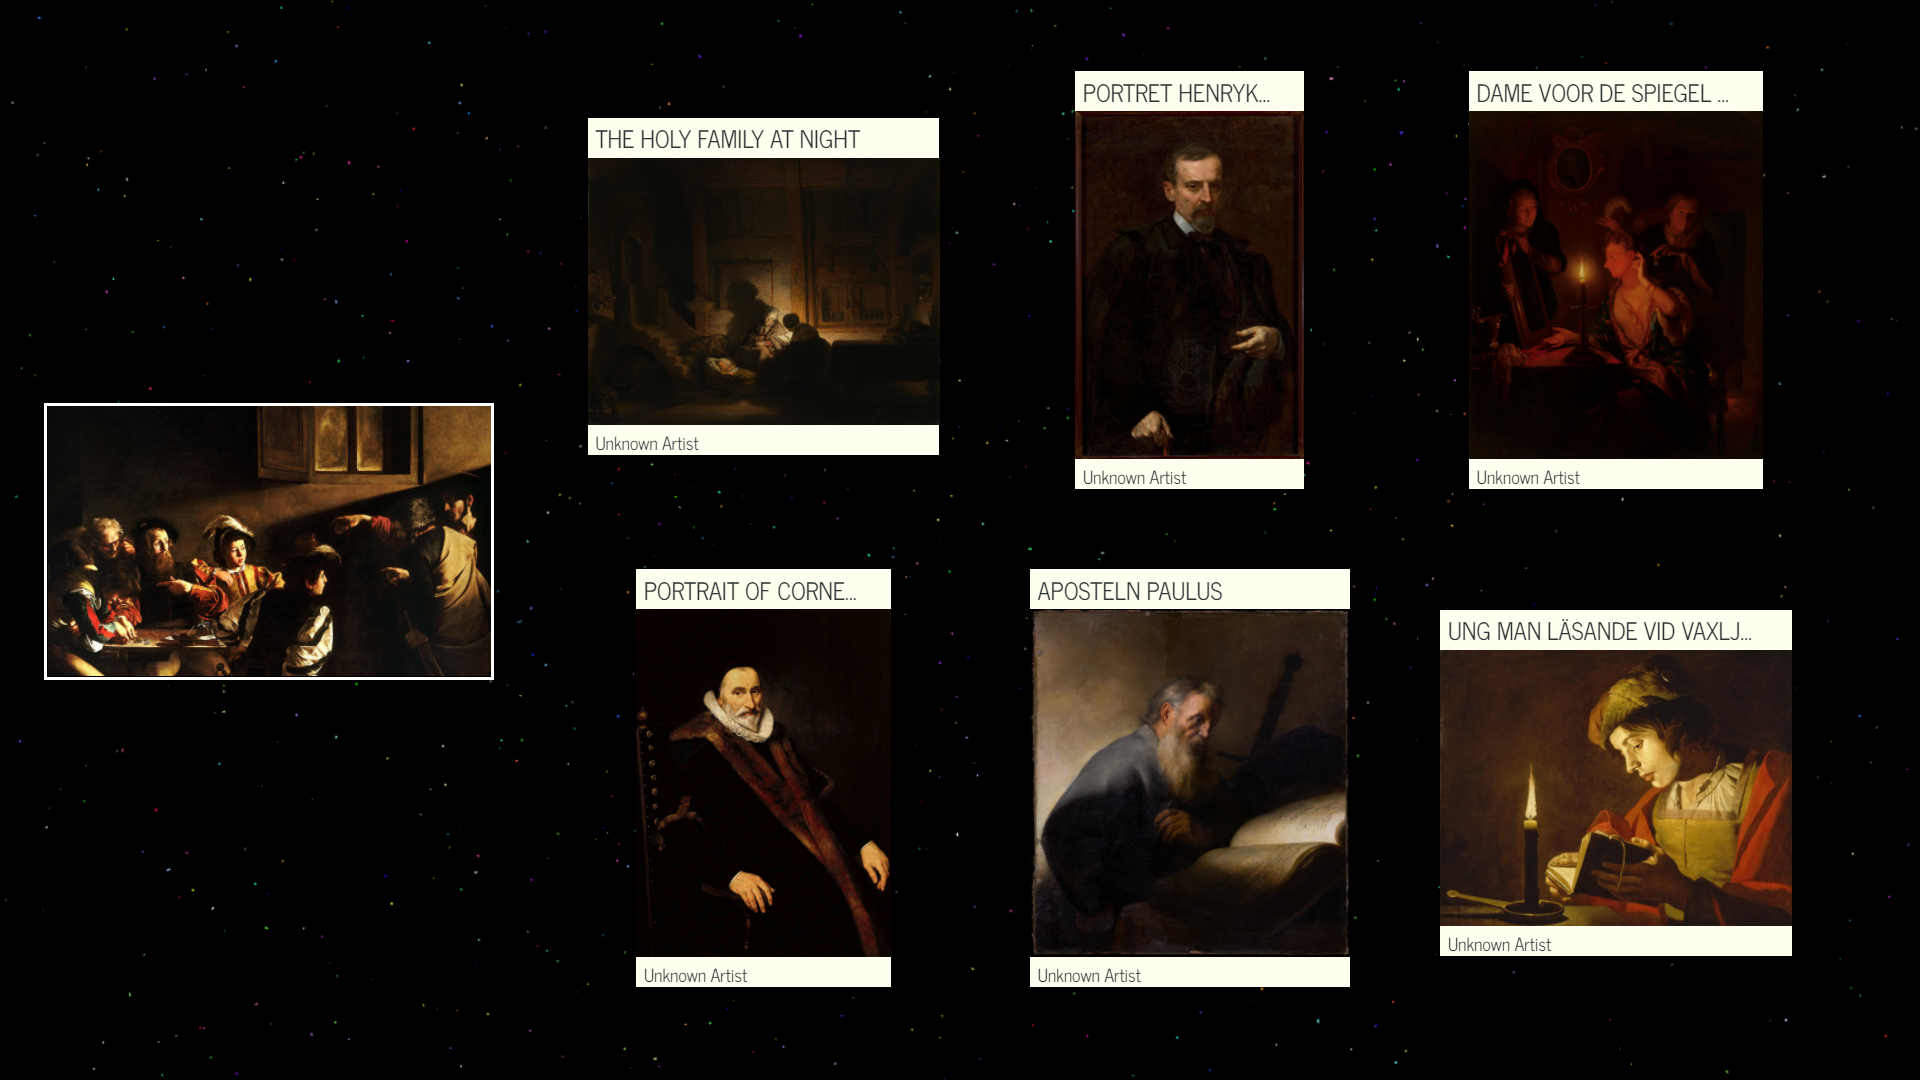 THE HOLY FAMILY AT NIGHT
Unknown Artist
PORTRET HENRYK...
Unknown Artist
DAME VOOR DE SPIEGEL ...
Unknown Artist
PORTRAIT OF CORNE...
Unknown Artist
APOSTELN PAULUS
Unknown Artist
UNG MAN LÄSANDE VID VAXLJ...
Unknown Artist